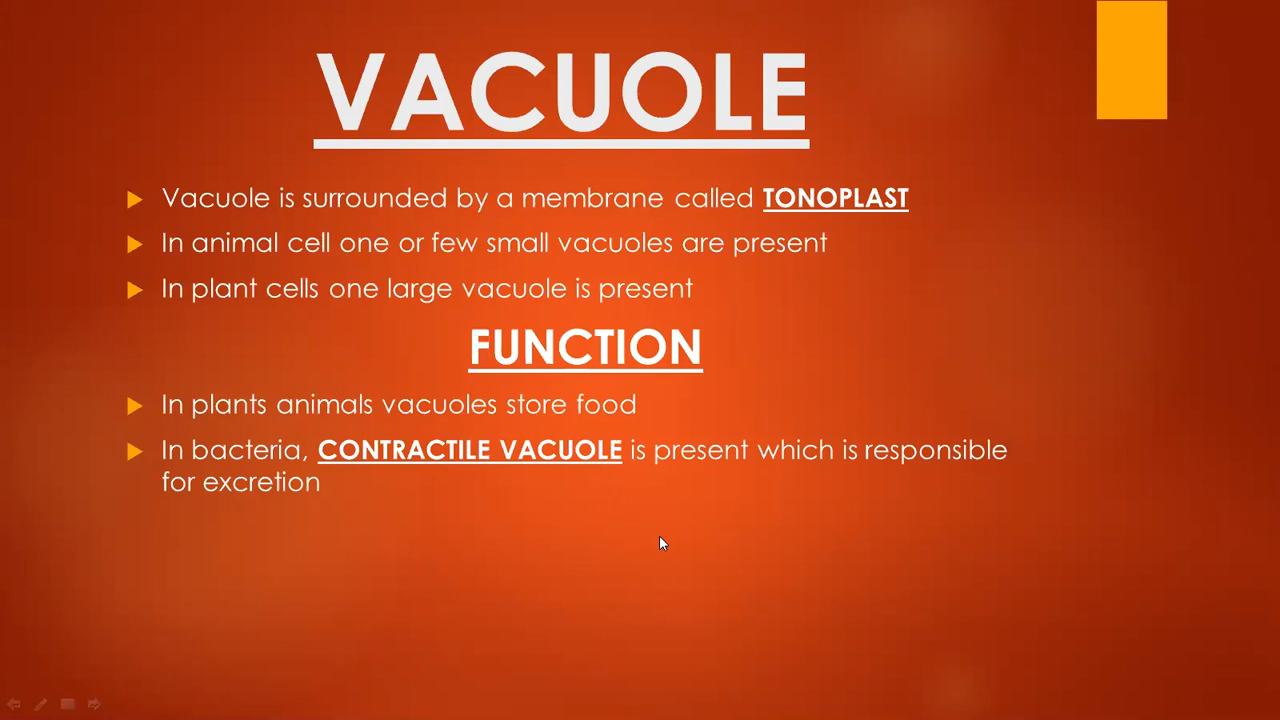 VACUOLE
Vacuole is surrounded by a membrane called TONOPLAST
In animal cell one or few small vacuoles are present
In plant cells one large vacuole is present
FUNCTION
In plants animals vacuoles store food
In bacteria, CONTRACTILE VACUOLE is present which is responsible
for excretion